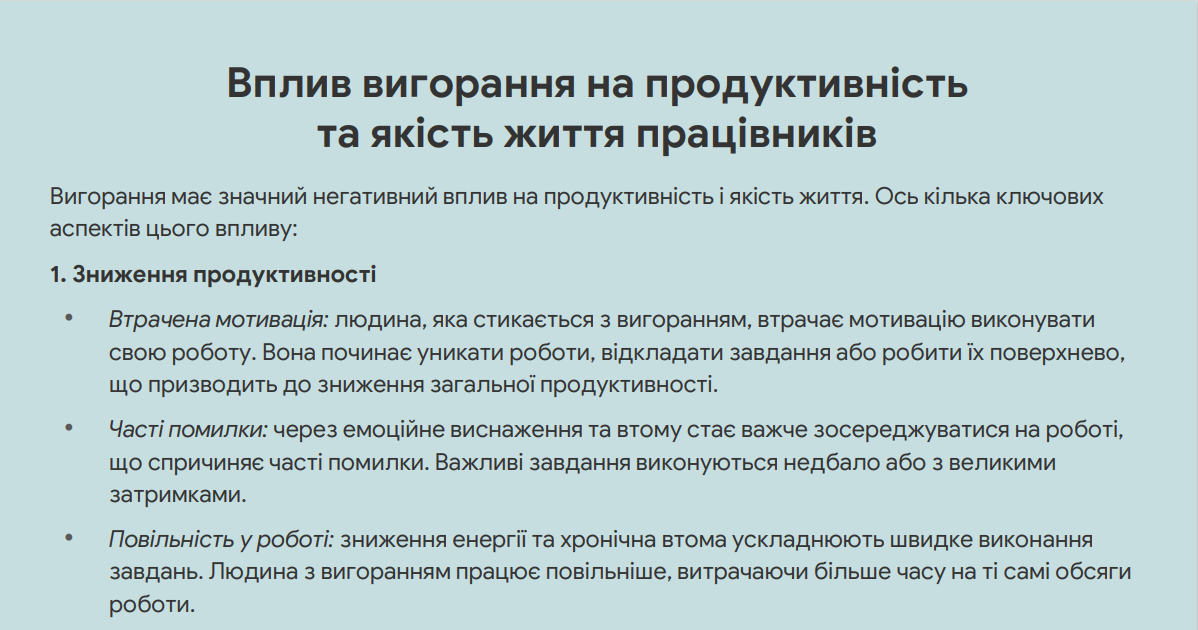 Вплив вигорання на продуктивність
та якість життя працівників
Вигорання має значний негативний вплив на продуктивність і якість життя. Ось кілька ключових
аспектів цього впливу:
1. Зниження продуктивності
• Втрачена мотивація: людина, яка стикається з вигоранням, втрачає мотивацію виконувати
свою роботу. Вона починає уникати роботи, відкладати завдання або робити їх поверхнево,
що призводить до зниження загальної продуктивності.
• Часті помилки: через емоційне виснаження та втому стає важче зосереджуватися на роботі,
що спричиняє часті помилки. Важливі завдання виконуються недбало або з великими
затримками.
• Повільність у роботі: зниження енергії та хронічна втома ускладнюють швидке виконання
завдань. Людина з вигоранням працює повільніше, витрачаючи більше часу на ті самі обсяги
роботи.